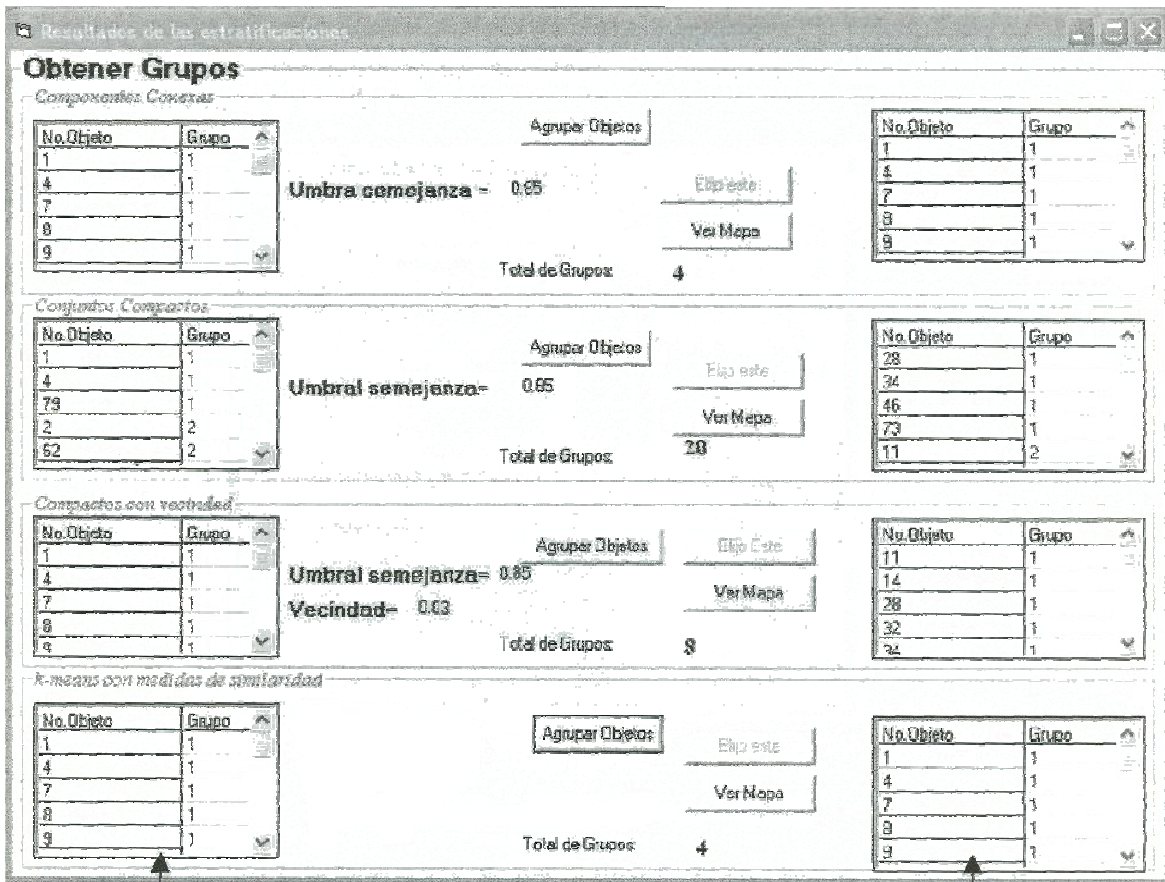 Resultados de las estratificaciones
Obtener Grupos
Componentes Conexas
No.Objeto Grupo
1 1
4 1
7 1
8 1
9 1
Agrupar Objetos
Umbra comojanza - 0.85
Elijo este
Ver Mapa
Total de Grupos: 4
No.Objeto Grupo
1 1
4 1
7 1
8 1
9 1
Conjuntos Compactos
No.Objeto Grupo
1 1
4 1
79 1
2 2
62 2
Agrupar Objetos
Umbral semejanza= 0.85
Elijo este
Ver Mapa
Total de Grupos: 28
No.Objeto Grupo
28 1
34 1
46 1
73 1
11 2
Compactos con vecindad
No.Objeto Grupo
1 1
4 1
7 1
8 1
9 1
Agrupar Objetos
Elijo Este
Umbral semejanza= 0.85
Vecindad= 0.03
Ver Mapa
Total de Grupos: 9
No.Objeto Grupo
11 1
14 1
28 1
32 1
34 1
k-means con medidas de similaridad
No.Objeto Grupo
1 1
4 1
7 1
8 1
9 1
Agrupar Objetos
Elijo este
Ver Mapa
Total de Grupos: 4
No.Objeto Grupo
1 1
4 1
7 1
8 1
9 1